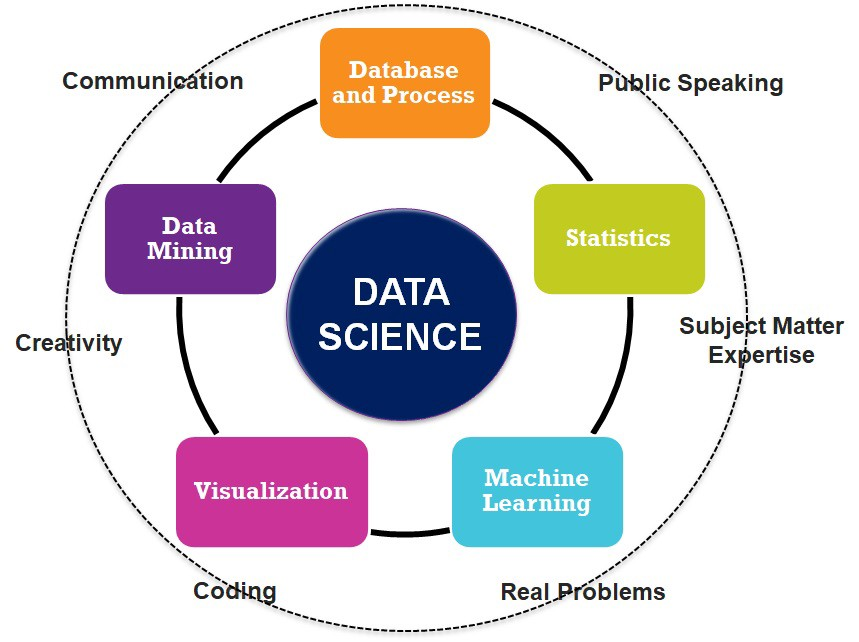 Database
and Process
Communication
Public Speaking
Data
Mining
Statistics
DATA
SCIENCE
Creativity
Subject Matter
Expertise
Visualization
Machine
Learning
Coding
Real Problems